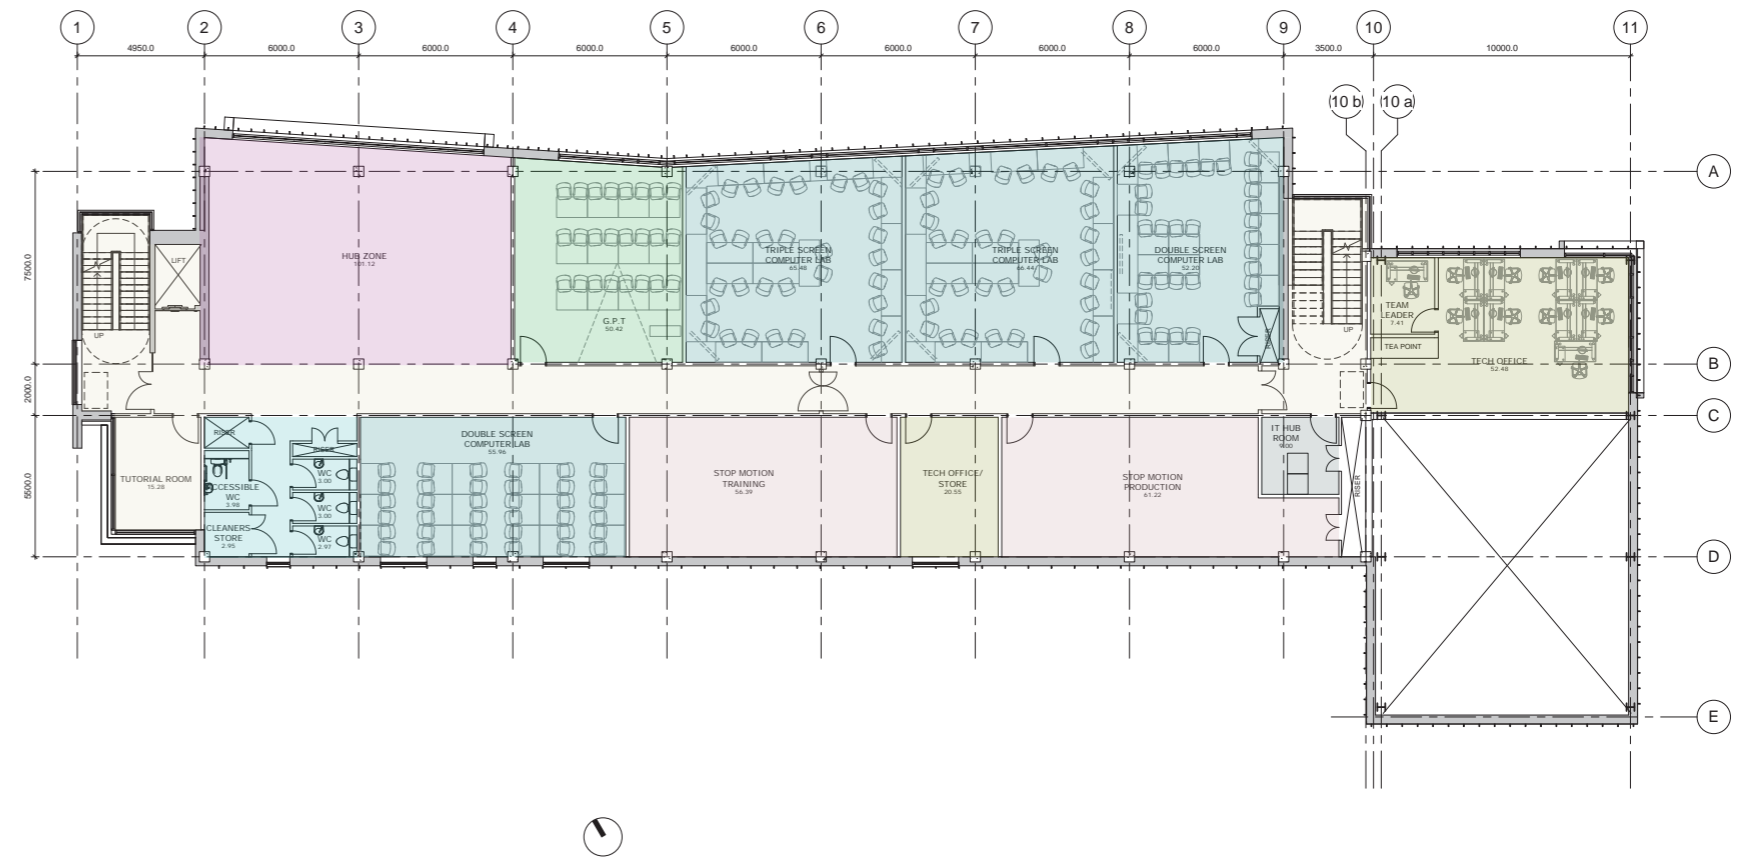 1 2 3 4 5 6 7 8 9 10 11
4950.0 6000.0 6000.0 6000.0 6000.0 6000.0 6000.0 6000.0 3500.0 10000.0
10 b 10 a
A
7500.0
LIFT
UP
HUB ZONE
101.12
G.P.T
50.42
TRIPLE SCREEN
COMPUTER LAB
65.48
TRIPLE SCREEN
COMPUTER LAB
66.44
DOUBLE SCREEN
COMPUTER LAB
52.20
RISER
UP
TEAM
LEADER
7.41
TEA POINT
TECH OFFICE
52.48
B
2000.0
C
5500.0
TUTORIAL ROOM
15.28
RISER
RISER
ACCESSIBLE
WC
3.98
CLEANERS
STORE
2.95
WC
3.00
WC
3.00
WC
2.97
DOUBLE SCREEN
COMPUTER LAB
55.96
STOP MOTION
TRAINING
56.39
TECH OFFICE/
STORE
20.55
STOP MOTION
PRODUCTION
61.22
IT HUB
ROOM
9.00
RISER
D
E